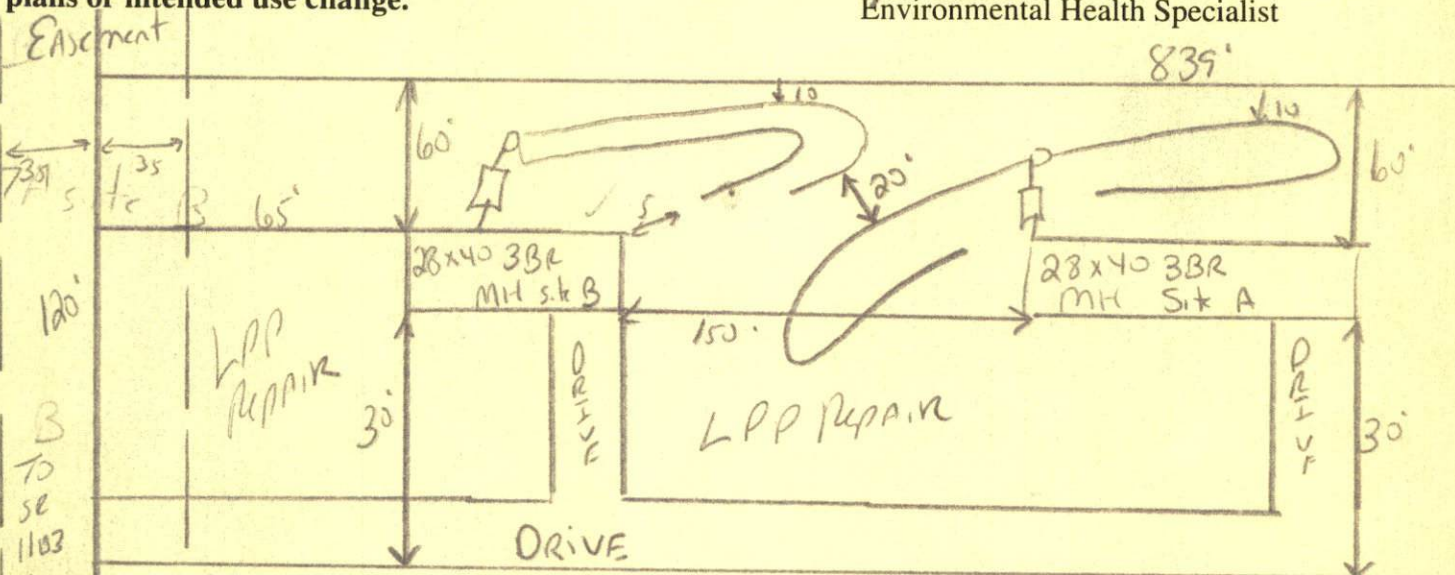 plans or intended use change.
Environmental Health Specialist
Easement
839'
10
10
60'
60'
35
20'
65'
5
28x40 3BR
MH Site B
28x40 3BR
MH Site A
120'
150'
LPP
Repair
30'
DRIVE
LPP Repair
DRIVE
30'
B
TO
SR
1103
DRIVE